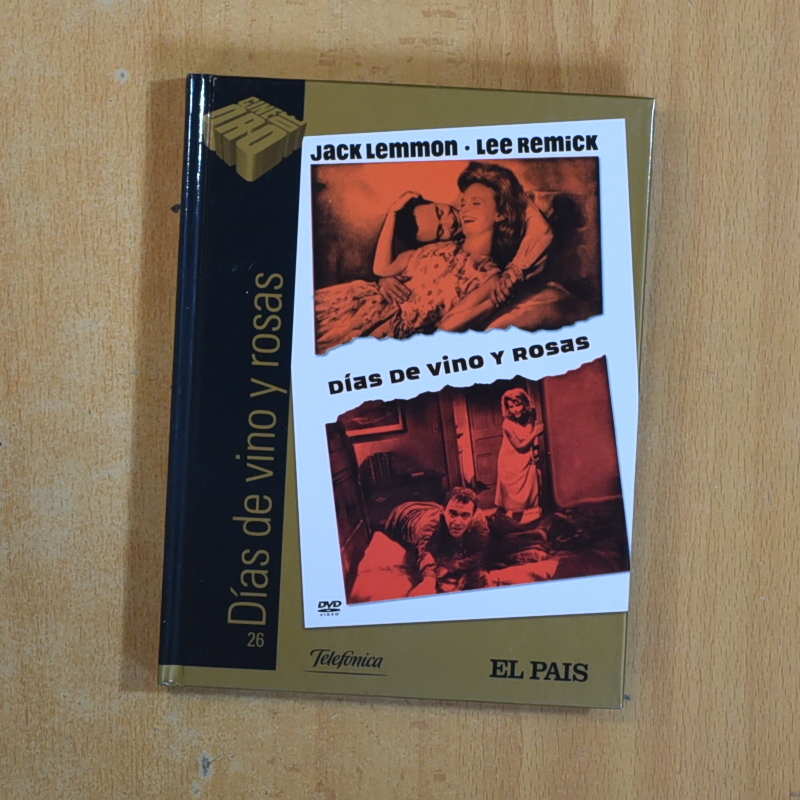 CINE DE
ORO
JACK LEMMON · LEE REMICK
DÍAS DE VINO Y ROSAS
Días de vino y rosas
26
DVD
VIDEO
Telefónica
EL PAIS